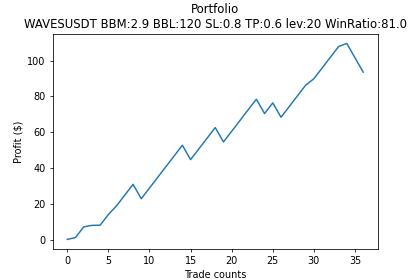 Portfolio
WAVESUSDT BBM:2.9 BBL:120 SL:0.8 TP:0.6 lev:20 WinRatio:81.0
Profit ($)
100
80
60
40
20
0
0 5 10 15 20 25 30 35
Trade counts